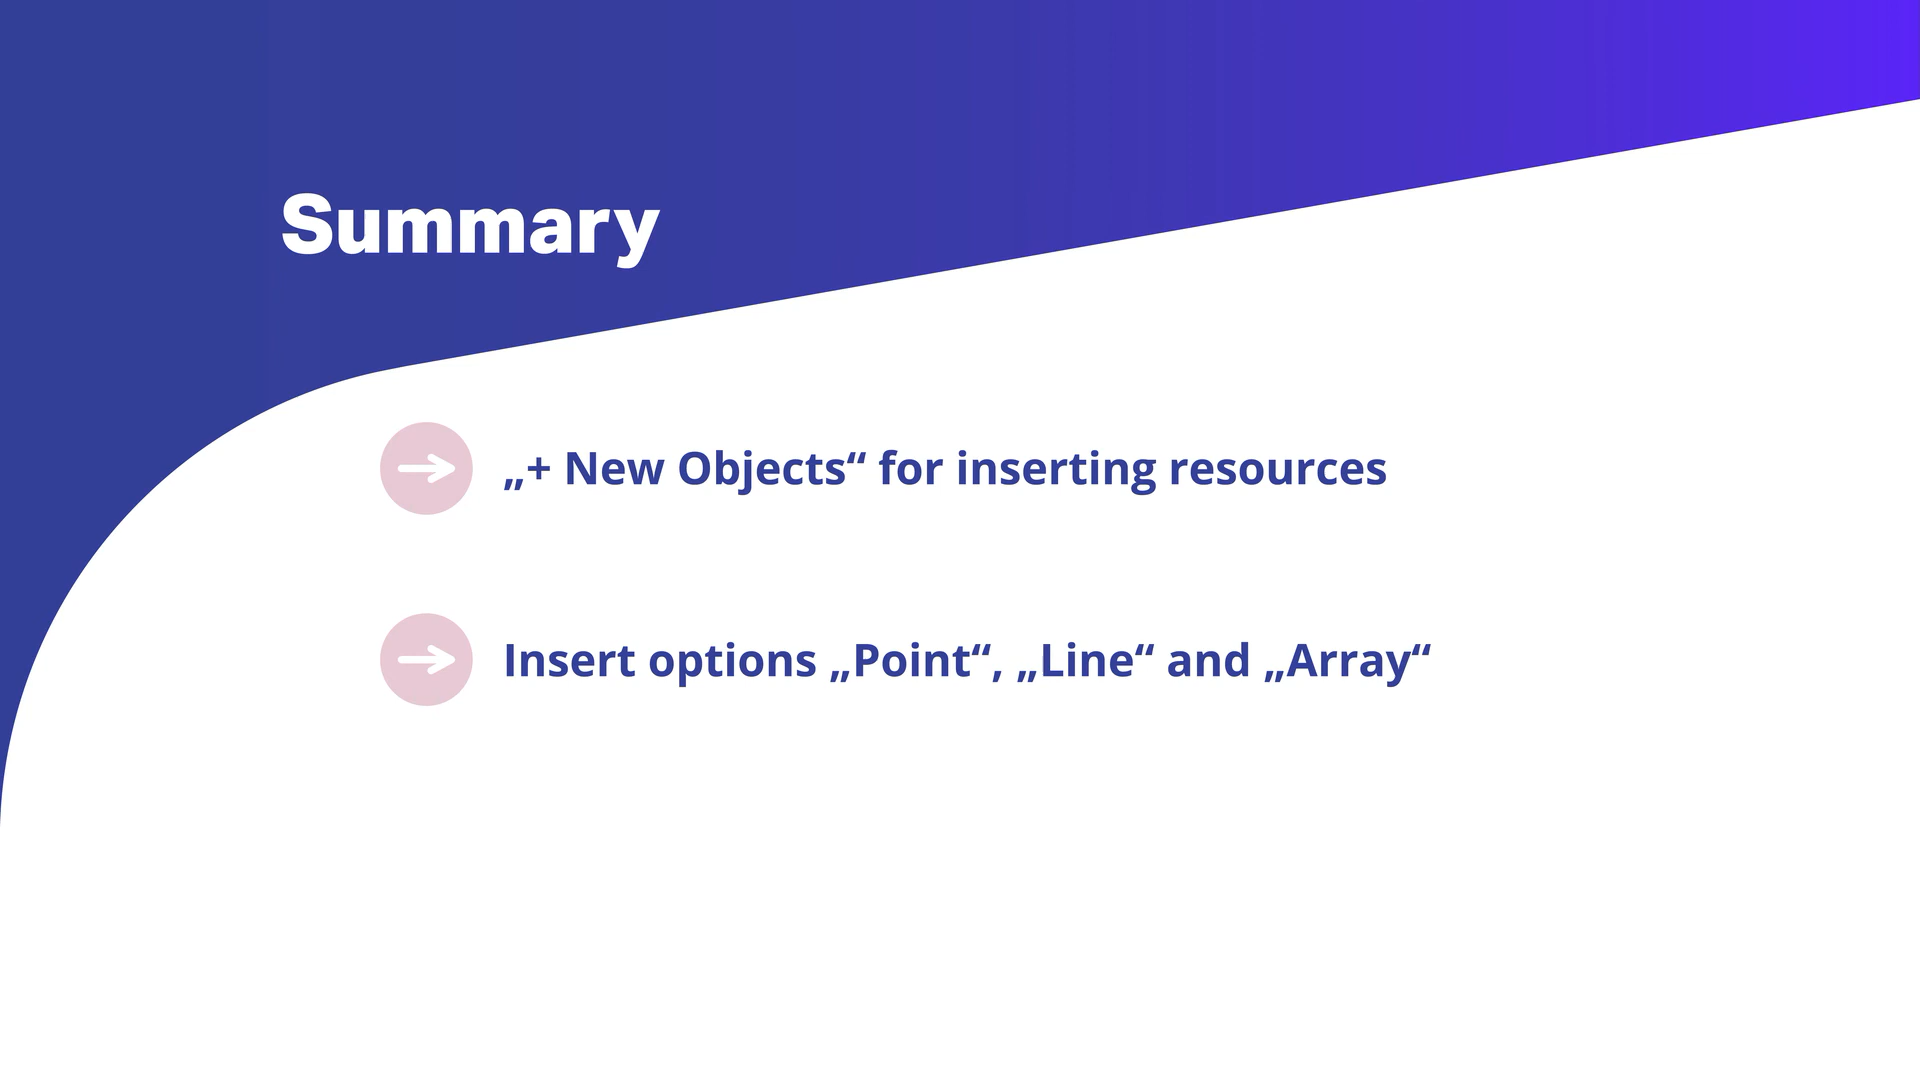 Summary
„+ New Objects“ for inserting resources
Insert options „Point“, „Line“ and „Array“